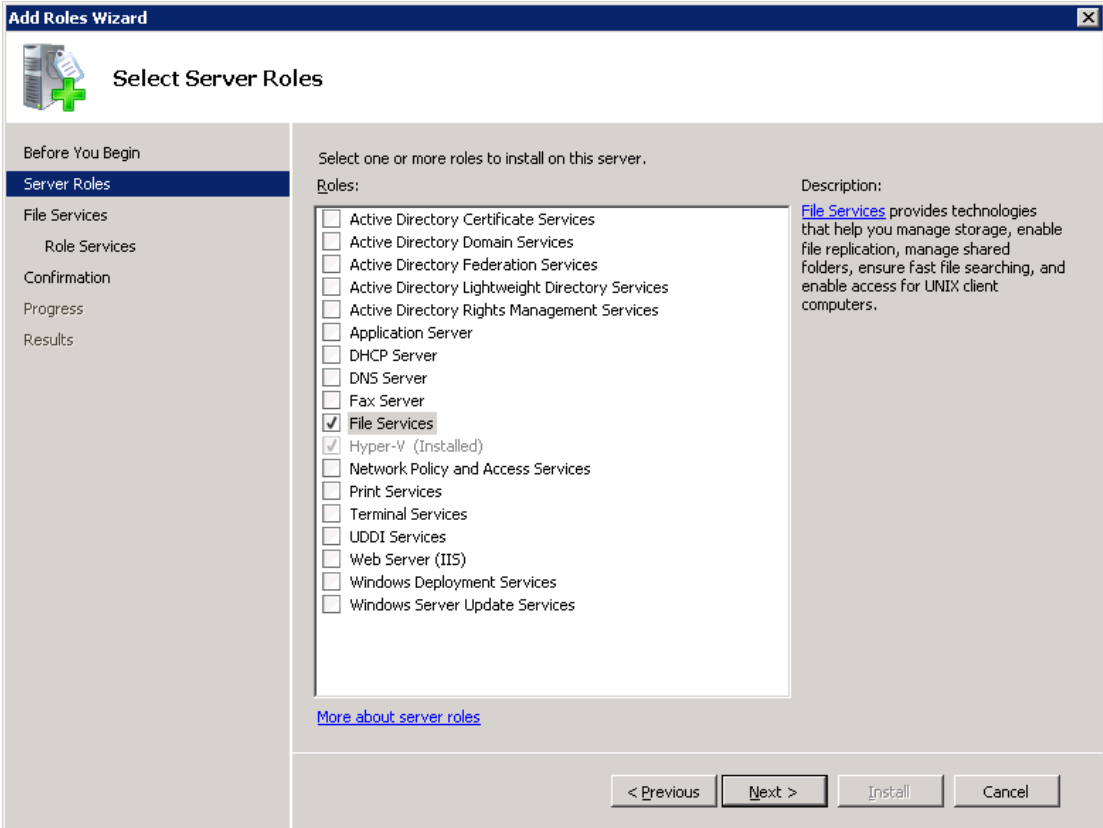 Add Roles Wizard
Select Server Roles
Before You Begin
Server Roles
File Services
Role Services
Confirmation
Progress
Results
Select one or more roles to install on this server.
Roles:
Active Directory Certificate Services
Active Directory Domain Services
Active Directory Federation Services
Active Directory Lightweight Directory Services
Active Directory Rights Management Services
Application Server
DHCP Server
DNS Server
Fax Server
File Services
Hyper-V (Installed)
Network Policy and Access Services
Print Services
Terminal Services
UDDI Services
Web Server (IIS)
Windows Deployment Services
Windows Server Update Services
More about server roles
Description:
File Services provides technologies
that help you manage storage, enable
file replication, manage shared
folders, ensure fast file searching, and
enable access for UNIX client
computers.
< Previous
Next >
Install
Cancel